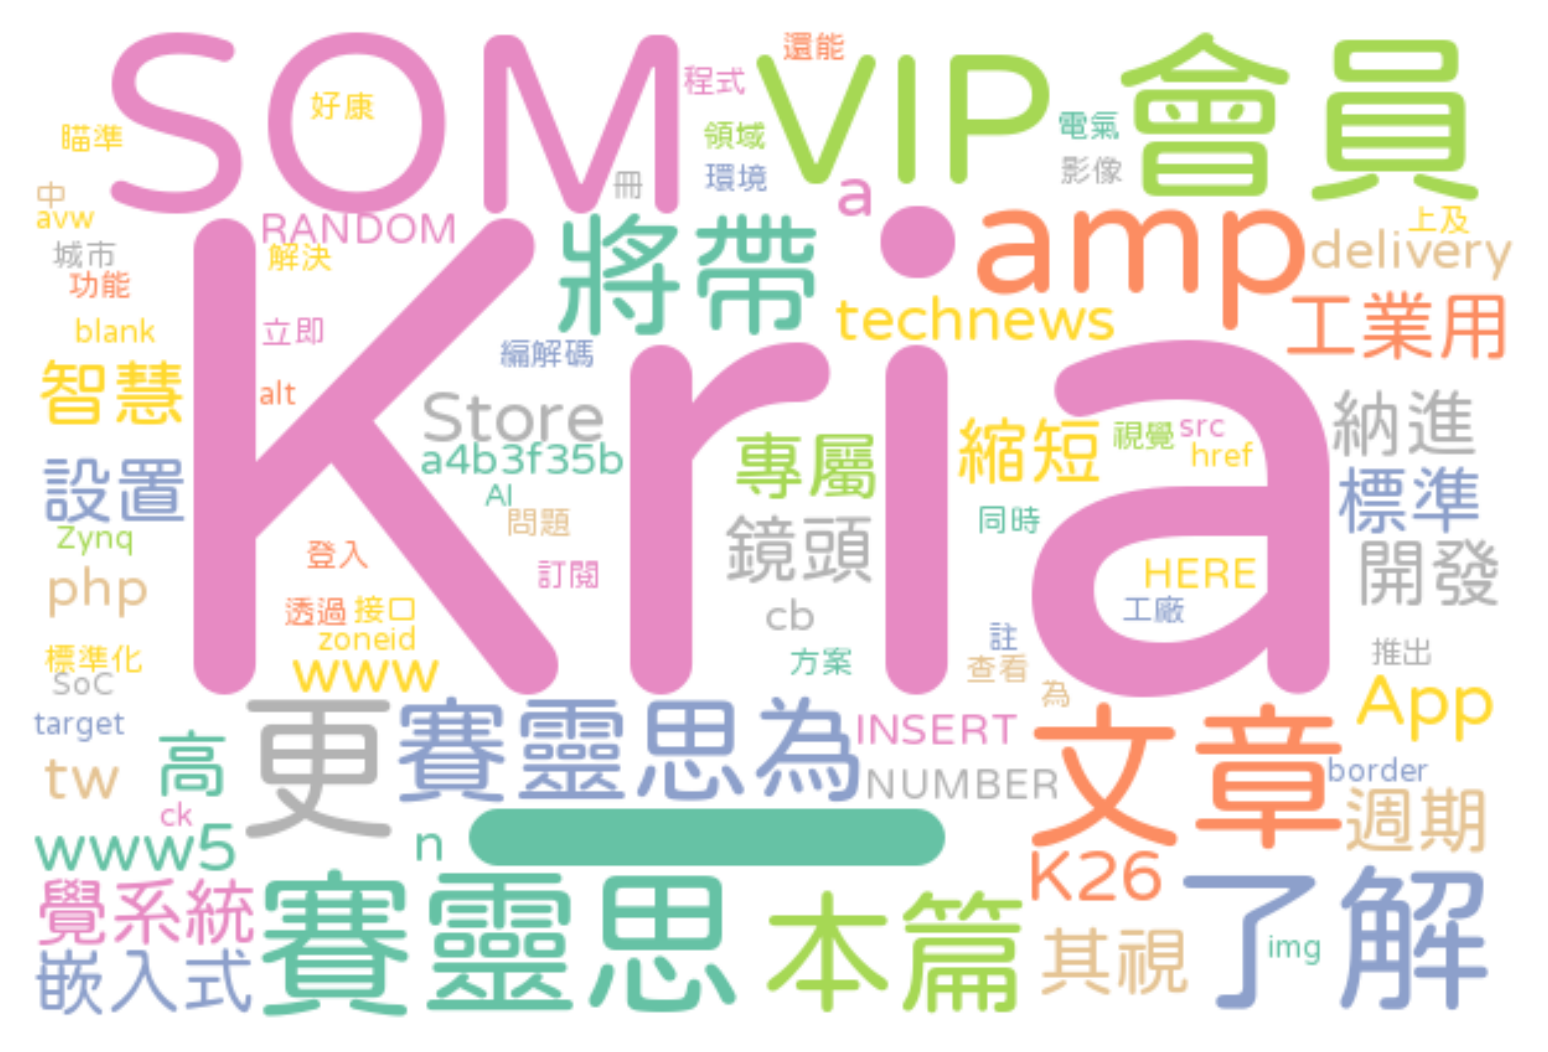 SOM
VIP
會員
還能
程式
好康
瞄準
領域
電氣
環境
影像
冊
中
avw
RANDOM
a
將帶
amp
上及
delivery
城市
解決
功能
technews
工業用
Kria
blank
立即
編解碼
智慧
alt
Store
納進
縮短
視覺
src
href
專屬
a4b3f35b
AI
設置
標準
問題
同時
鏡頭
Zynq
登入
訂閱
HERE
開發
php
透過
接口
cb
工廠
zoneid
註
標準化
方案
查看
推出
SoC
www
為
App
target
更
賽靈思為
INSERT
文章
tw
高
NUMBER
border
ck
週期
www5
n
一
K26
覺系統
賽靈思
本篇
了解
其視
img
嵌入式